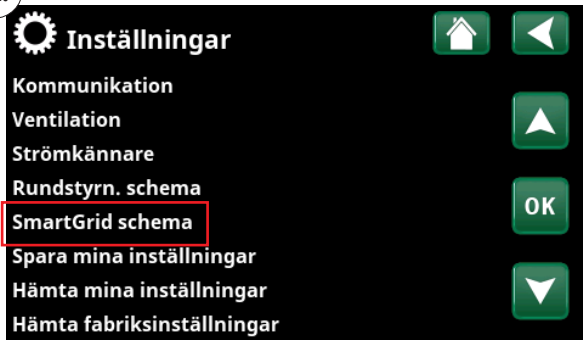 Inställningar
Kommunikation
Ventilation
Strömkännare
Rundstyrn. schema
SmartGrid schema
OK
Spara mina inställningar
Hämta mina inställningar
Hämta fabriksinställningar